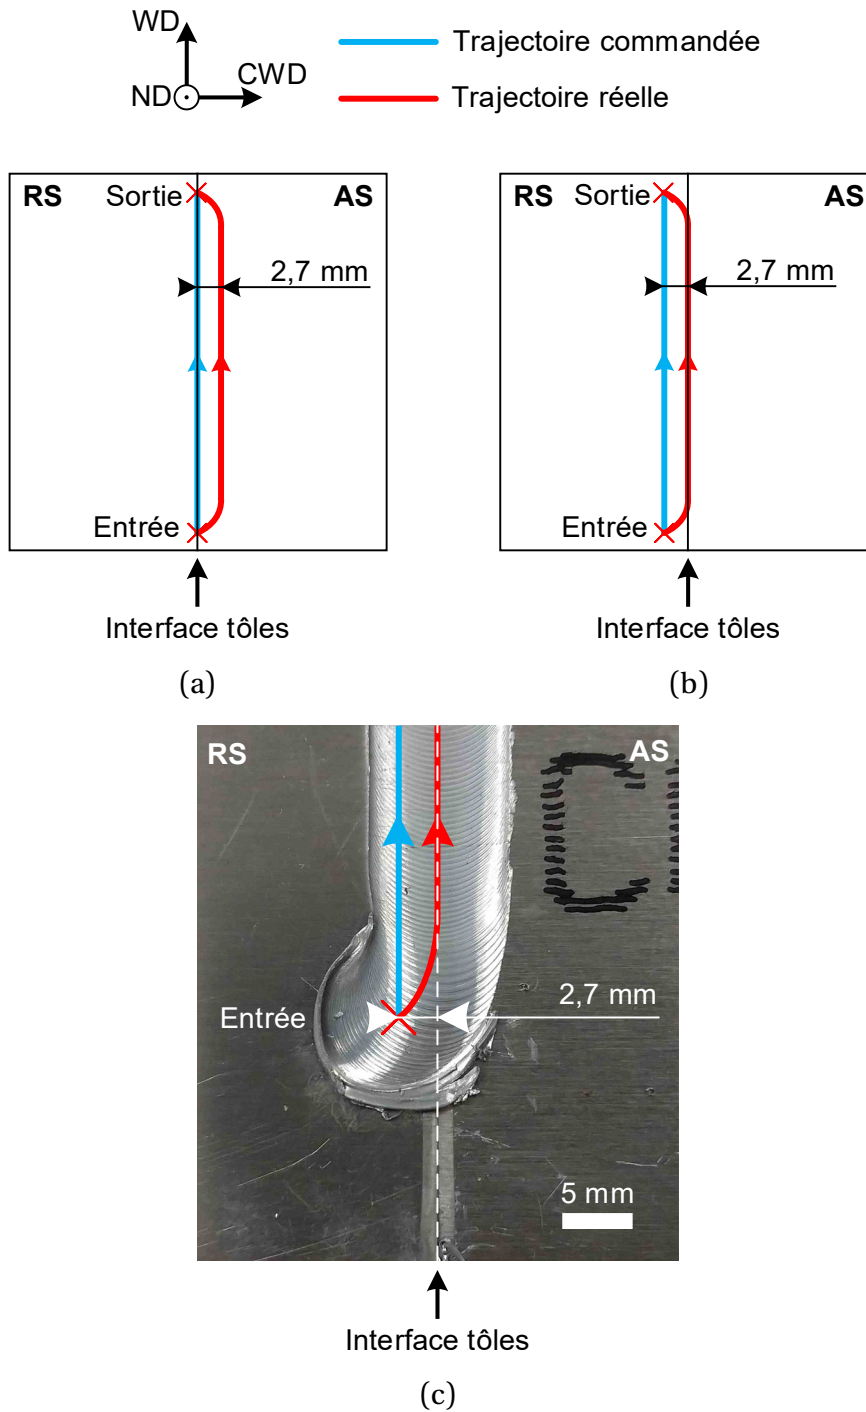 WD
Trajectoire commandée
CWD
ND
Trajectoire réelle
RS Sortie AS
2,7 mm
Entrée
Interface tôles
(a)
RS Sortie AS
2,7 mm
Entrée
Interface tôles
(b)
RS AS
C
2,7 mm
Entrée
5 mm
Interface tôles
(c)